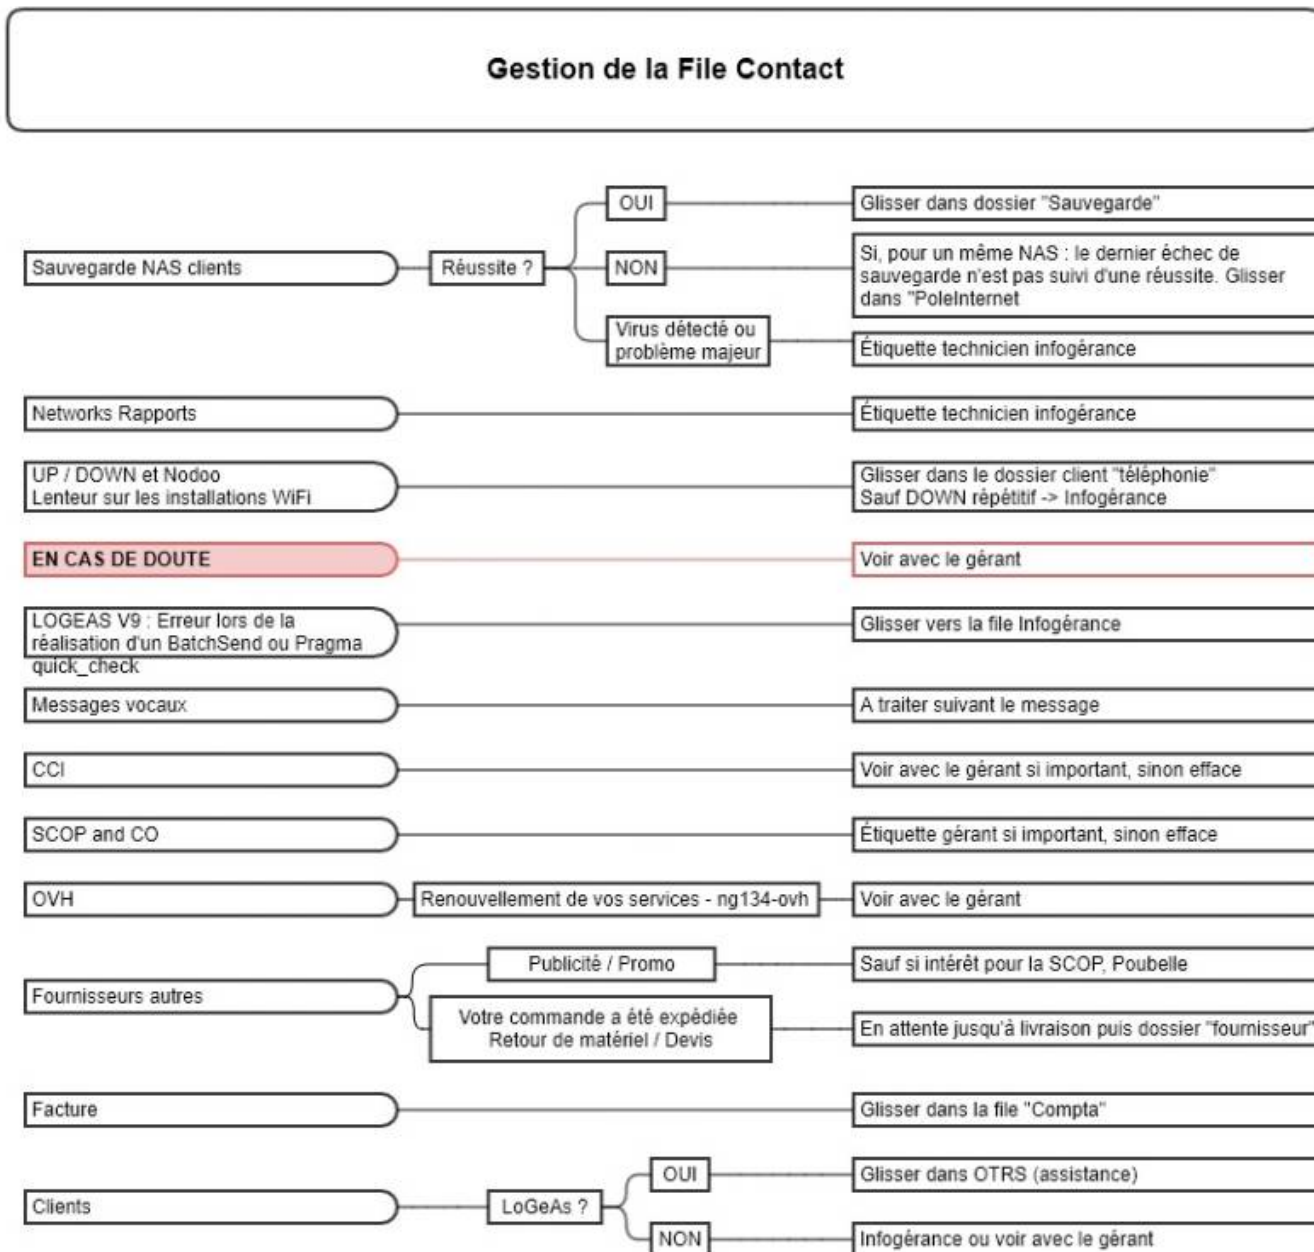 Gestion de la File Contact
OUI
Glisser dans dossier "Sauvegarde"
Sauvegarde NAS clients
Réussite ?
NON
Si, pour un même NAS : le dernier échec de
sauvegarde n'est pas suivi d'une réussite. Glisser
dans "PoleInternet
Virus détecté ou
problème majeur
Étiquette technicien infogérance
Networks Rapports
Étiquette technicien infogérance
UP / DOWN et Nodoo
Lenteur sur les installations WiFi
Glisser dans le dossier client "téléphonie"
Sauf DOWN répétitif -> Infogérance
EN CAS DE DOUTE
Voir avec le gérant
LOGEAS V9 : Erreur lors de la
réalisation d'un BatchSend ou Pragma
quick_check
Glisser vers la file Infogérance
Messages vocaux
A traiter suivant le message
CCI
Voir avec le gérant si important, sinon efface
SCOP and CO
Étiquette gérant si important, sinon efface
OVH
Renouvellement de vos services - ng134-ovh
Voir avec le gérant
Fournisseurs autres
Publicité / Promo
Sauf si intérêt pour la SCOP, Poubelle
Votre commande a été expédiée
Retour de matériel / Devis
En attente jusqu'à livraison puis dossier "fournisseur"
Facture
Glisser dans la file "Compta"
Clients
LoGeAs ?
OUI
Glisser dans OTRS (assistance)
NON
Infogérance ou voir avec le gérant